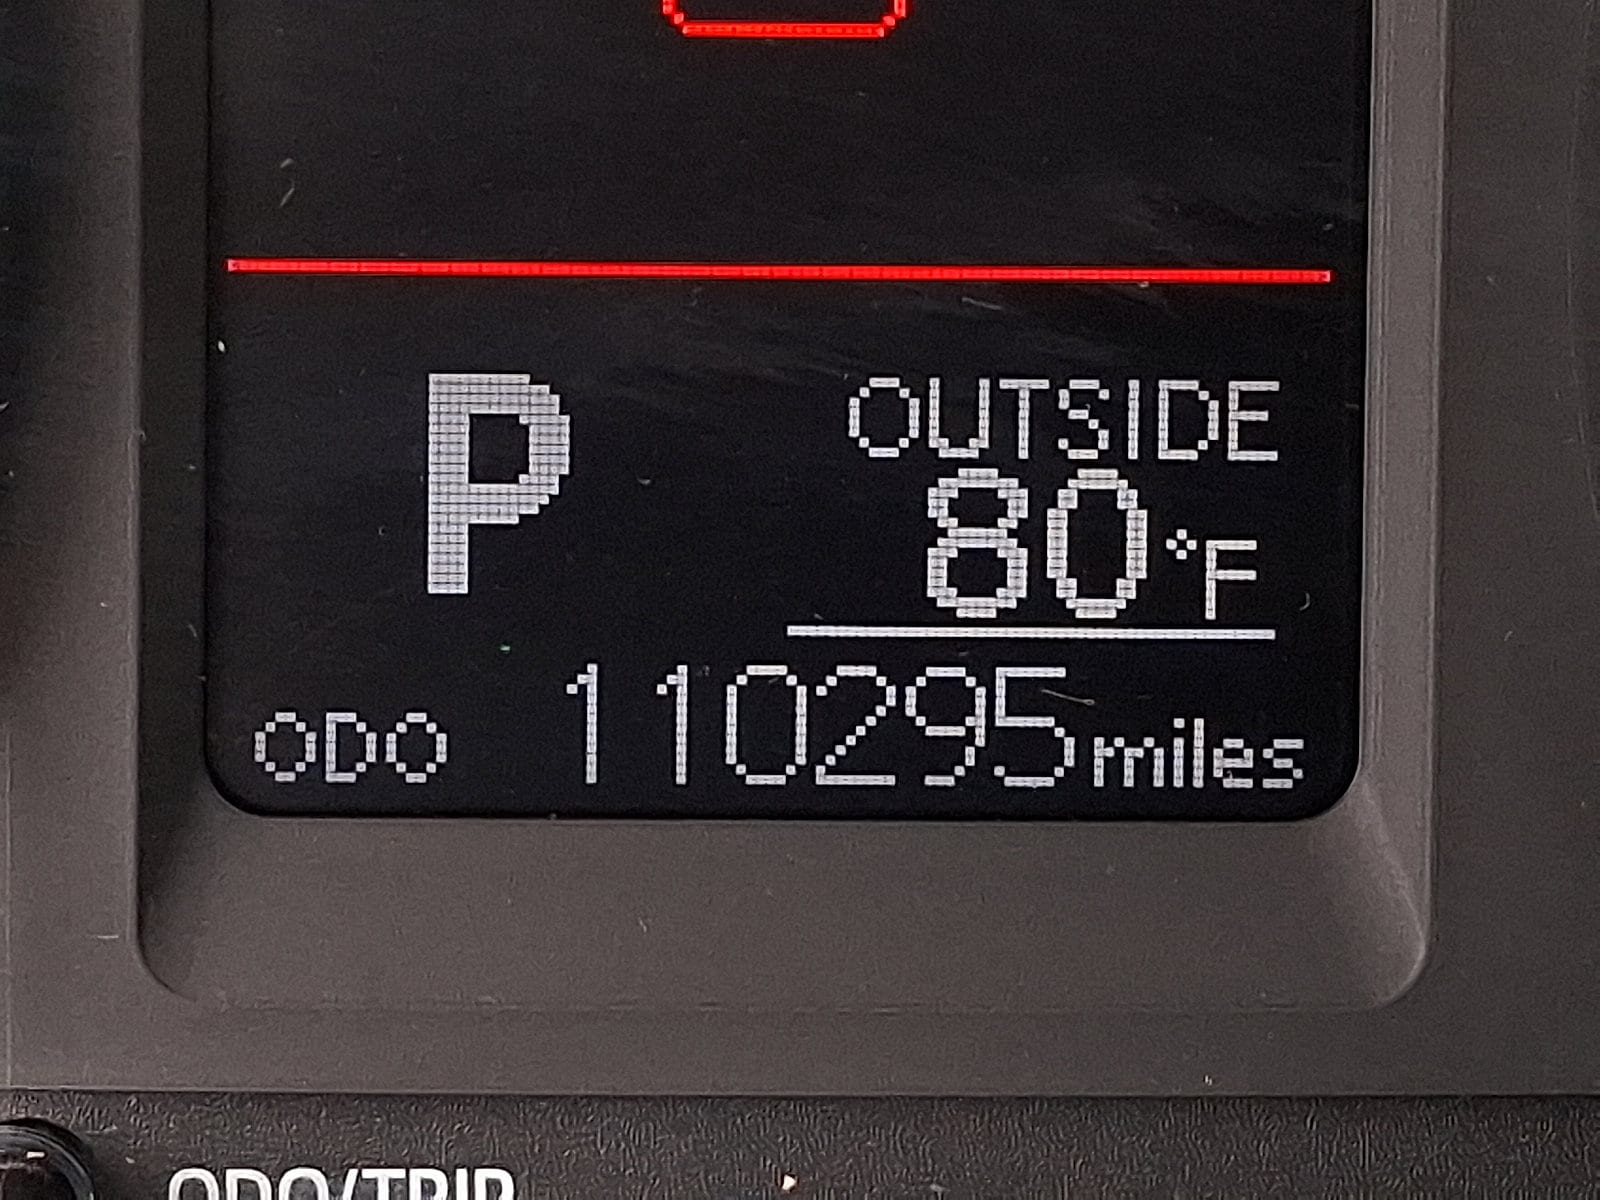 P
OUTSIDE
80°F
ODO 110295 miles
ODO/TRIP